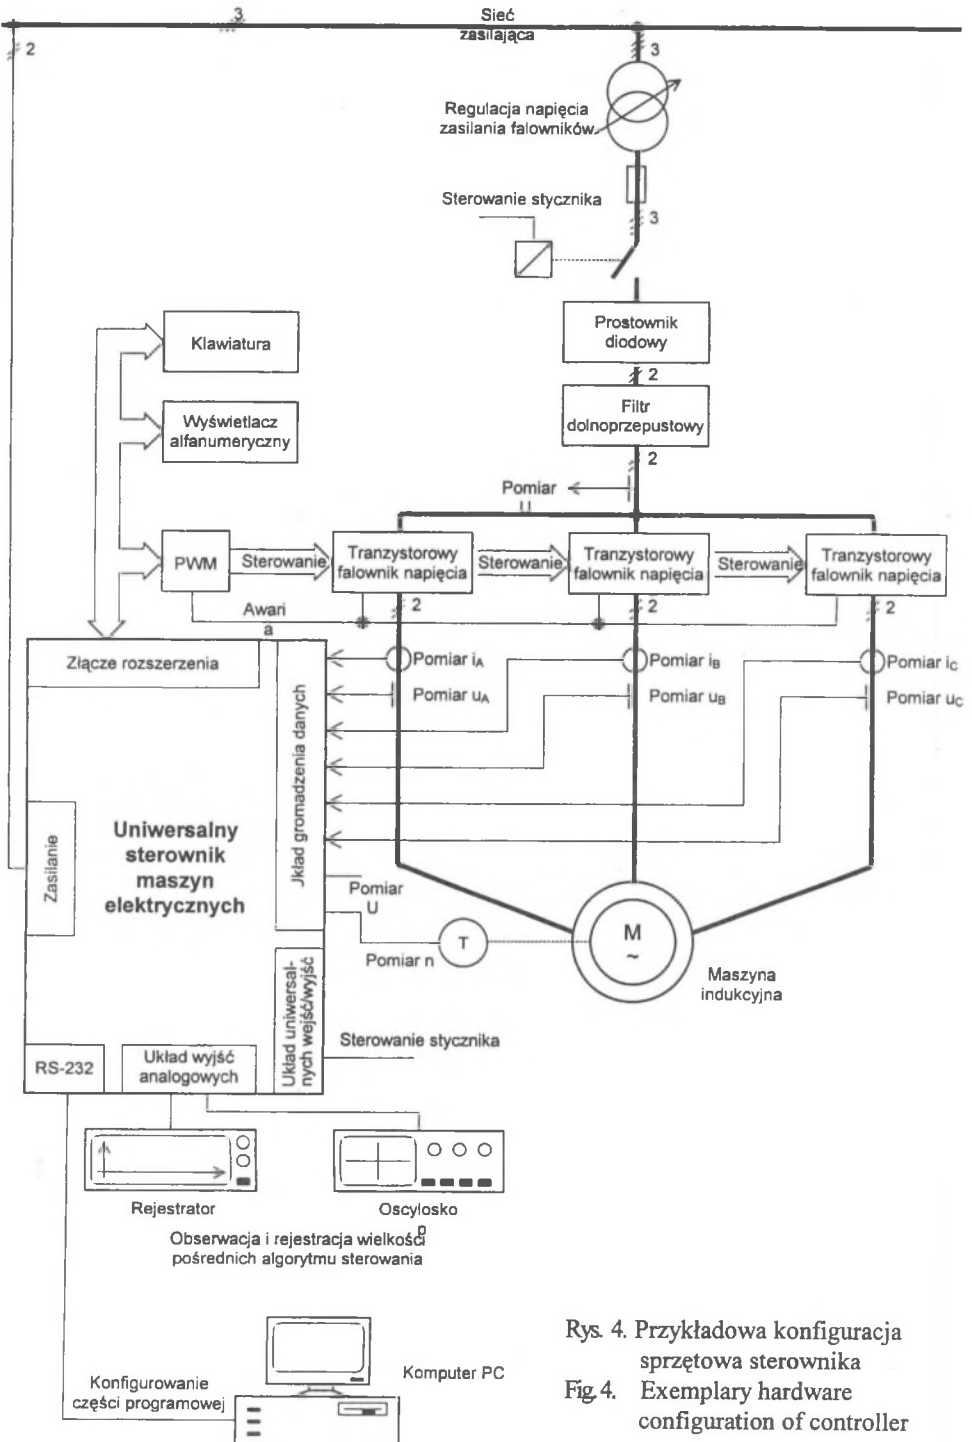 3
Sieć
zasilająca
2
3
Regulacja napięcia
zasilania falowników
Sterowanie stycznika
3
Prostownik
diodowy
2
Klawiatura
Filtr
dolnoprzepustowy
Wyświetlacz
alfanumeryczny
2
Pomiar
U
PWM
Sterowanie
Tranzystorowy
falownik napięcia
Sterowanie
Tranzystorowy
falownik napięcia
Sterowanie
Tranzystorowy
falownik napięcia
2
2
2
Awari
a
Złącze rozszerzenia
Pomiar iA
Pomiar iB
Pomiar iC
Pomiar uA
Pomiar uB
Pomiar uC
Jkład gromadzenia danych
Zasilanie
Uniwersalny
sterownik
maszyn
elektrycznych
Pomiar
U
Pomiar n
T
M
~
Maszyna
indukcyjna
Układ uniwersal-
nych wejść/wyjść
Sterowanie stycznika
RS-232
Układ wyjść
analogowych
Rejestrator
Oscylosko
p
Obserwacja i rejestracja wielkości
pośrednich algorytmu sterowania
Komputer PC
Konfigurowanie
części programowej
Rys. 4. Przykładowa konfiguracja
sprzętowa sterownika
Fig.4. Exemplary hardware
configuration of controller